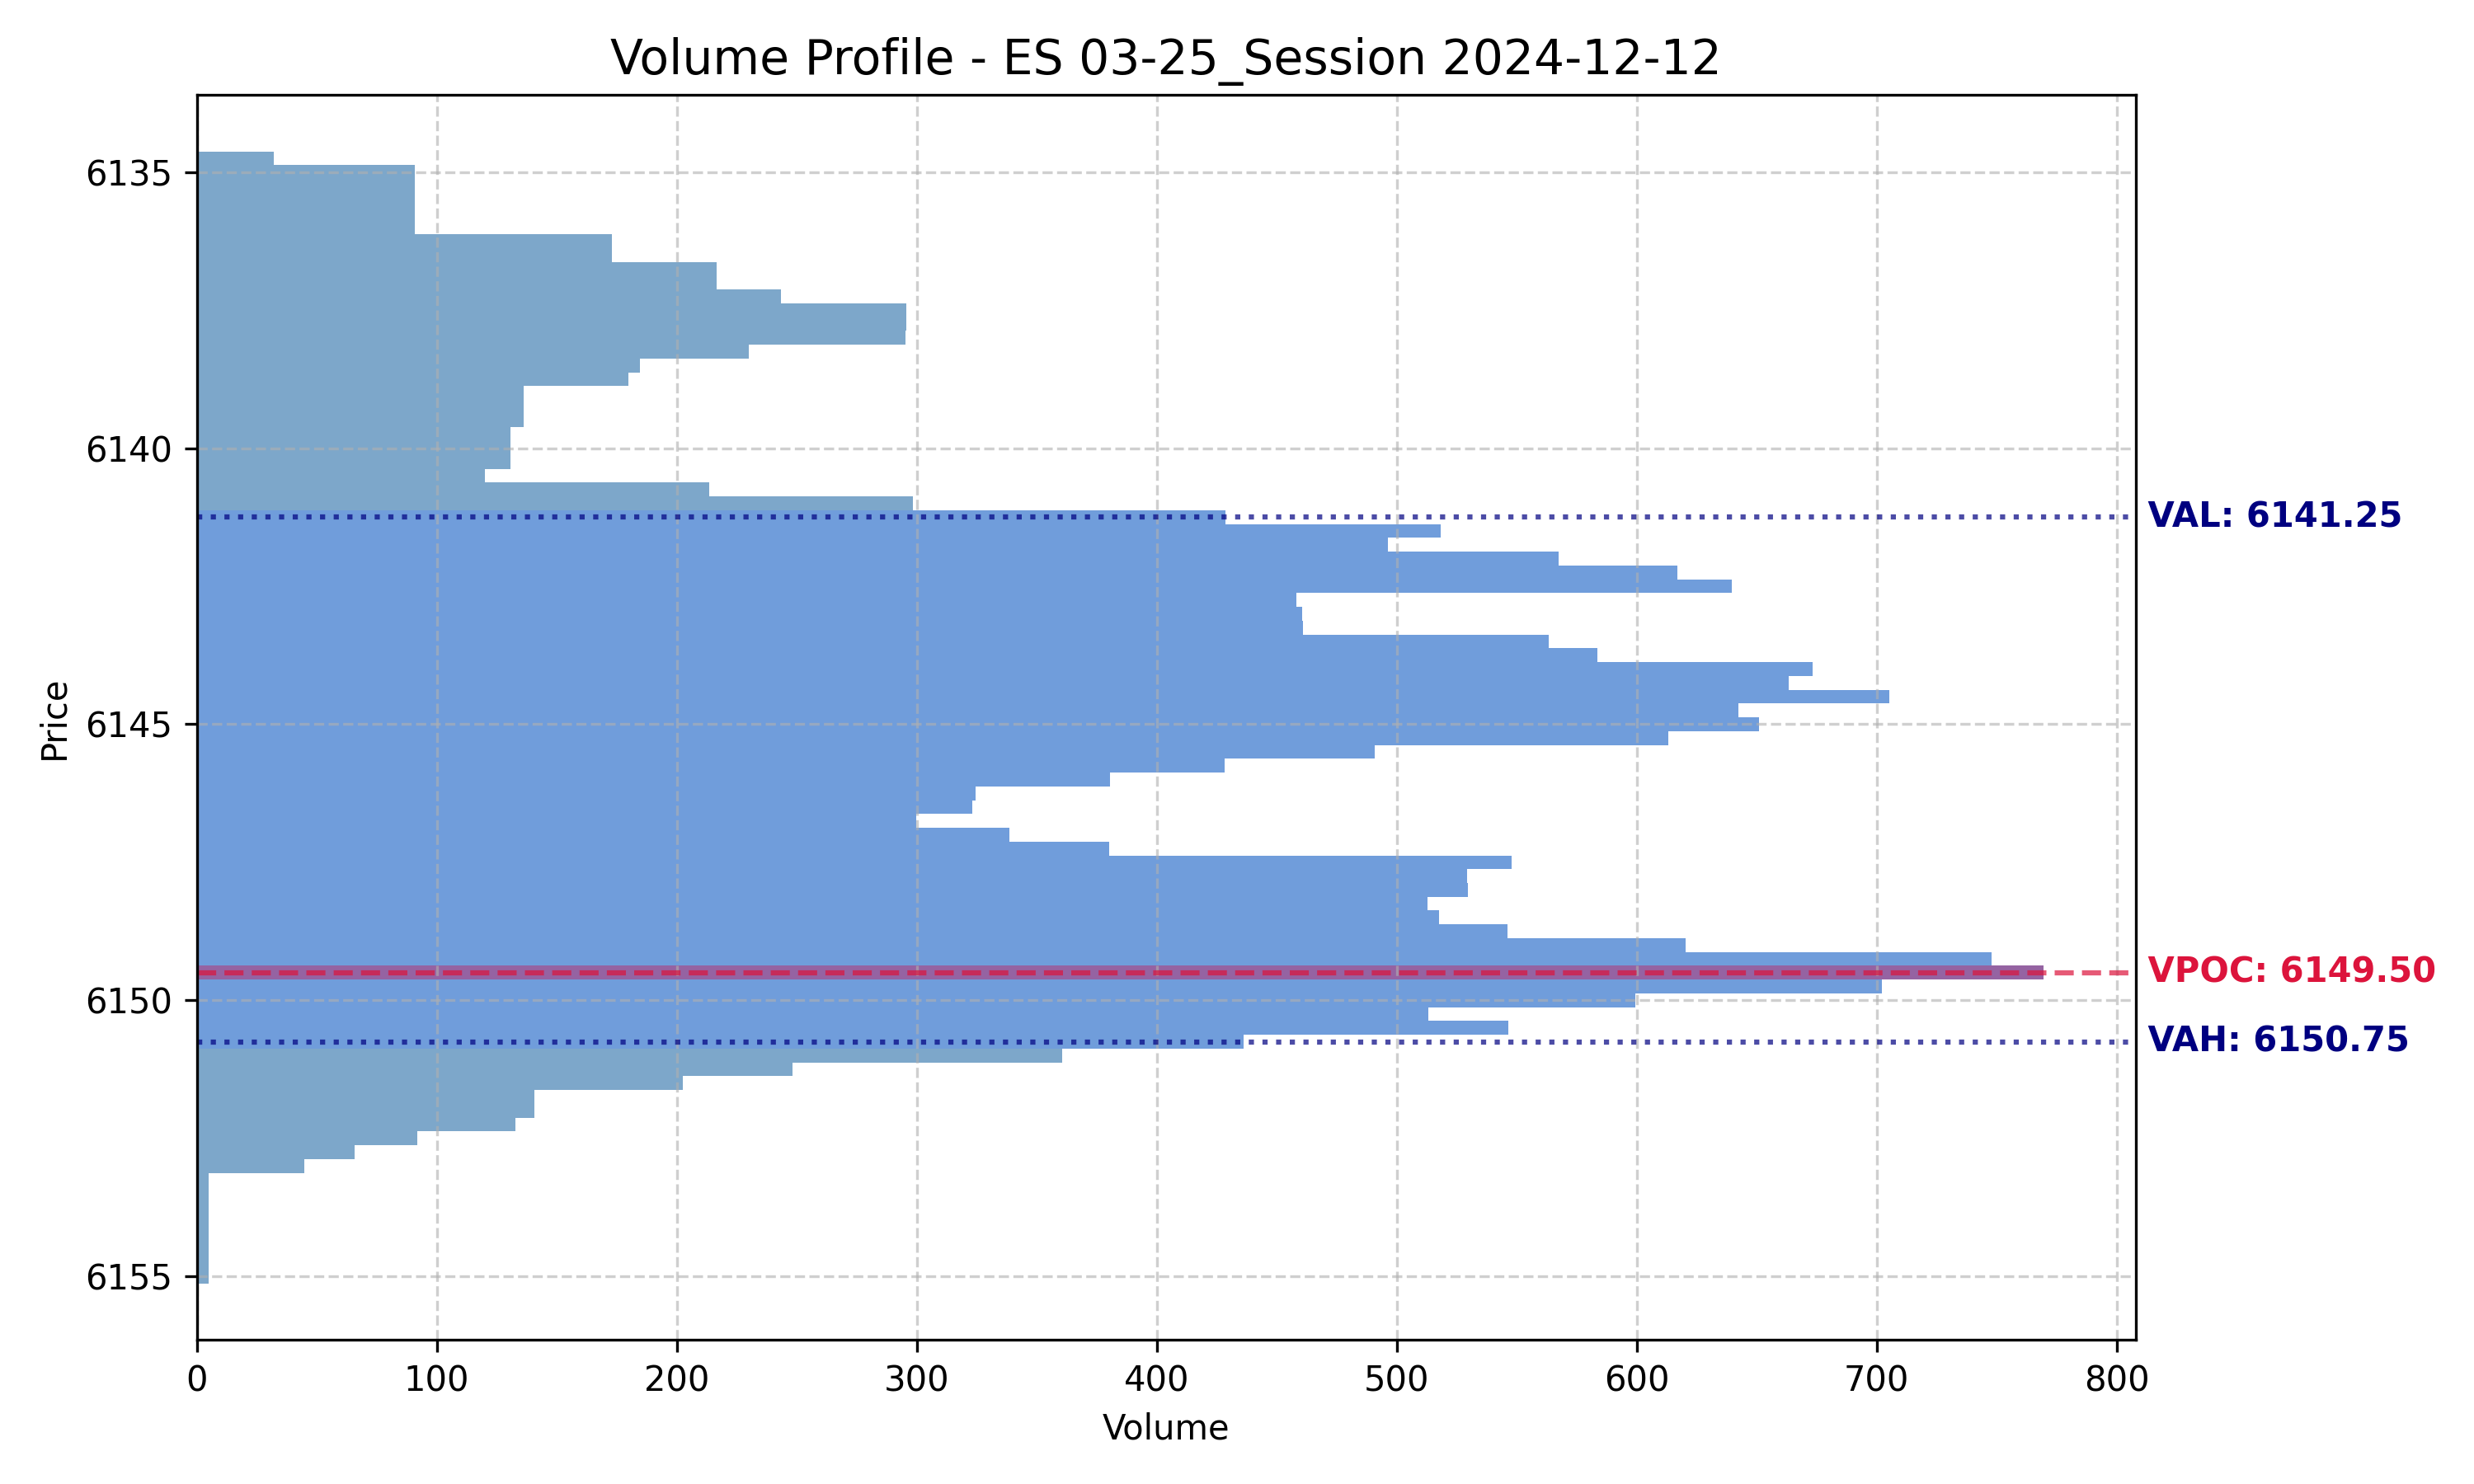 Volume Profile - ES 03-25_Session 2024-12-12
6135
6140
VAL: 6141.25
Price
6145
VPOC: 6149.50
6150
VAH: 6150.75
6155
0 100 200 300 400 500 600 700 800
Volume